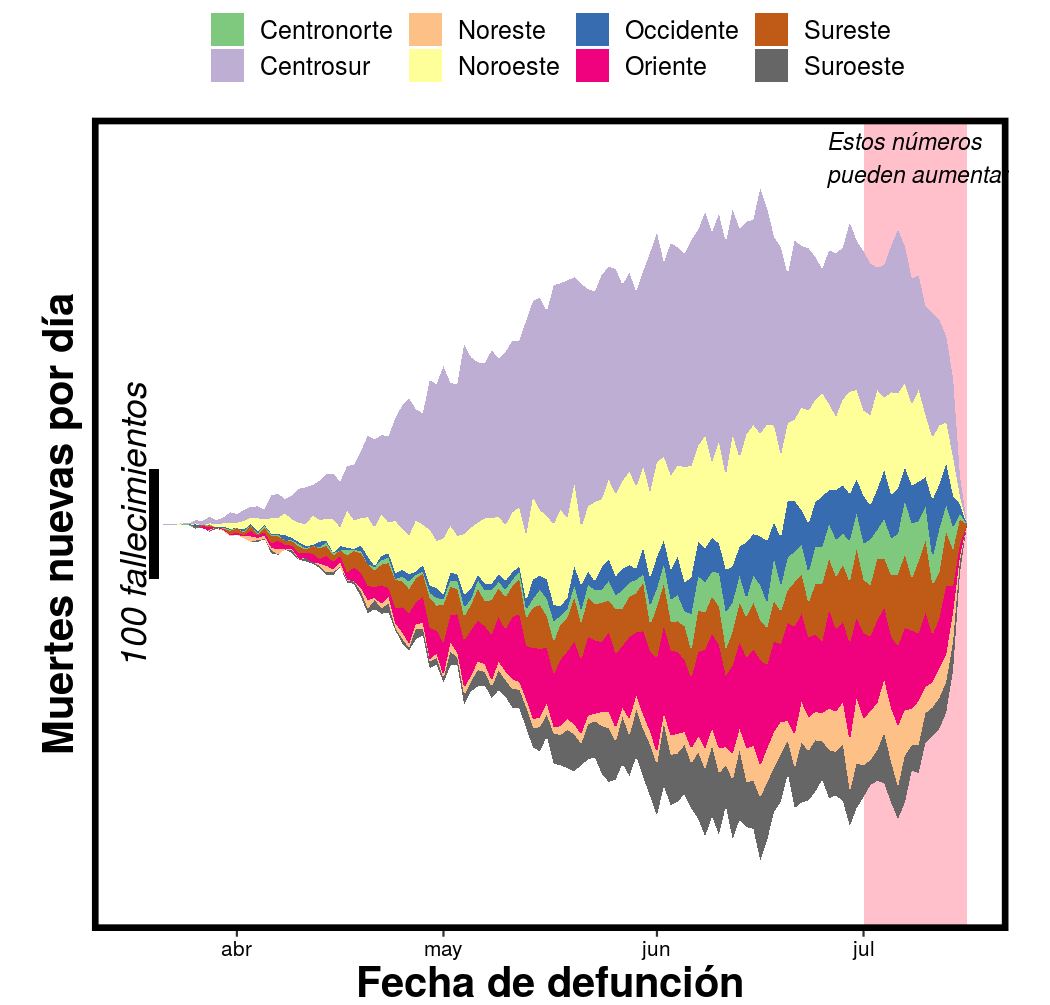 Centronorte Noreste Occidente Sureste
Centrosur Noroeste Oriente Suroeste
Estos números
pueden aumentar
Muertes nuevas por día
100 fallecimientos
abr may jun jul
Fecha de defunción